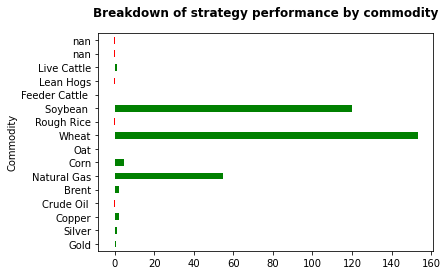 Breakdown of strategy performance by commodity
nan
nan
Live Cattle
Lean Hogs
Feeder Cattle
Soybean
Rough Rice
Wheat
Oat
Corn
Natural Gas
Brent
Crude Oil
Copper
Silver
Gold
Commodity
0 20 40 60 80 100 120 140 160